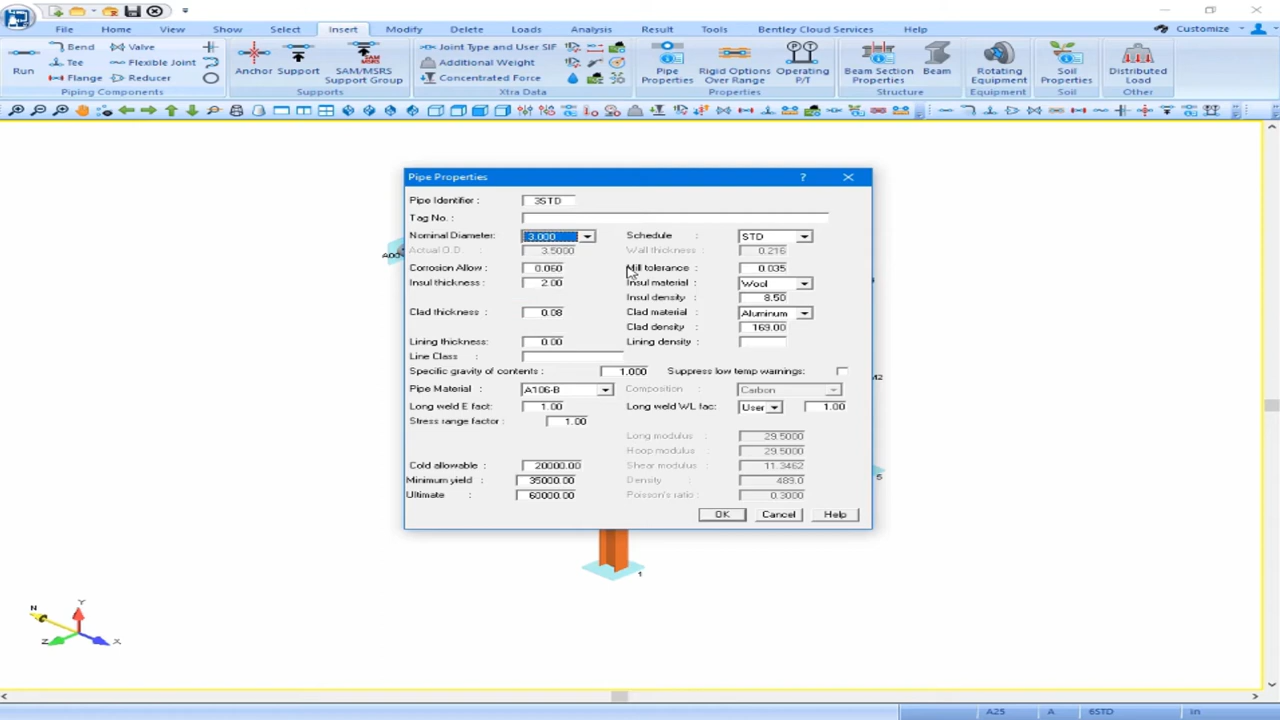 File Home View Show Select Insert Modify Delete Loads Analysis Result Tools Bentley Cloud Services Help Customize
Run Bend Valve Tee Flexible Joint Flange Reducer
Piping Components
Anchor Support SAM/MSRS Support Group
Supports
Joint Type and User SIF
Additional Weight
Concentrated Force
Xtra Data
Pipe Properties Rigid Options Over Range Operating P/T
Properties
Beam Section Properties Beam
Structure
Rotating Equipment
Equipment
Soil Properties
Soil
Distributed Load
Other
Pipe Properties ?
Pipe Identifier : 3STD
Tag No. :
Nominal Diameter: 3.000 Schedule : STD
Actual O.D. : 3.5000 Wall thickness : 0.216
Corrosion Allow : 0.060 Mill tolerance : 0.035
Insul thickness : 2.00 Insul material : Wool
Insul density : 8.50
Clad thickness : 0.08 Clad material : Aluminum
Clad density : 169.00
Lining thickness: 0.00 Lining density :
Line Class :
Specific gravity of contents : 1.000 Suppress low temp warnings:
Pipe Material : A106-B Composition : Carbon
Long weld E fact: 1.00 Long weld WL fac: User 1.00
Stress range factor : 1.00
Long modulus : 29.5000
Hoop modulus : 29.5000
Cold allowable : 20000.00 Shear modulus : 11.3462
Minimum yield : 35000.00 Density : 489.0
Ultimate : 60000.00 Poisson's ratio : 0.3000
OK Cancel Help
A00
M2
5
1
N Y Z X
A25 A 6STD in